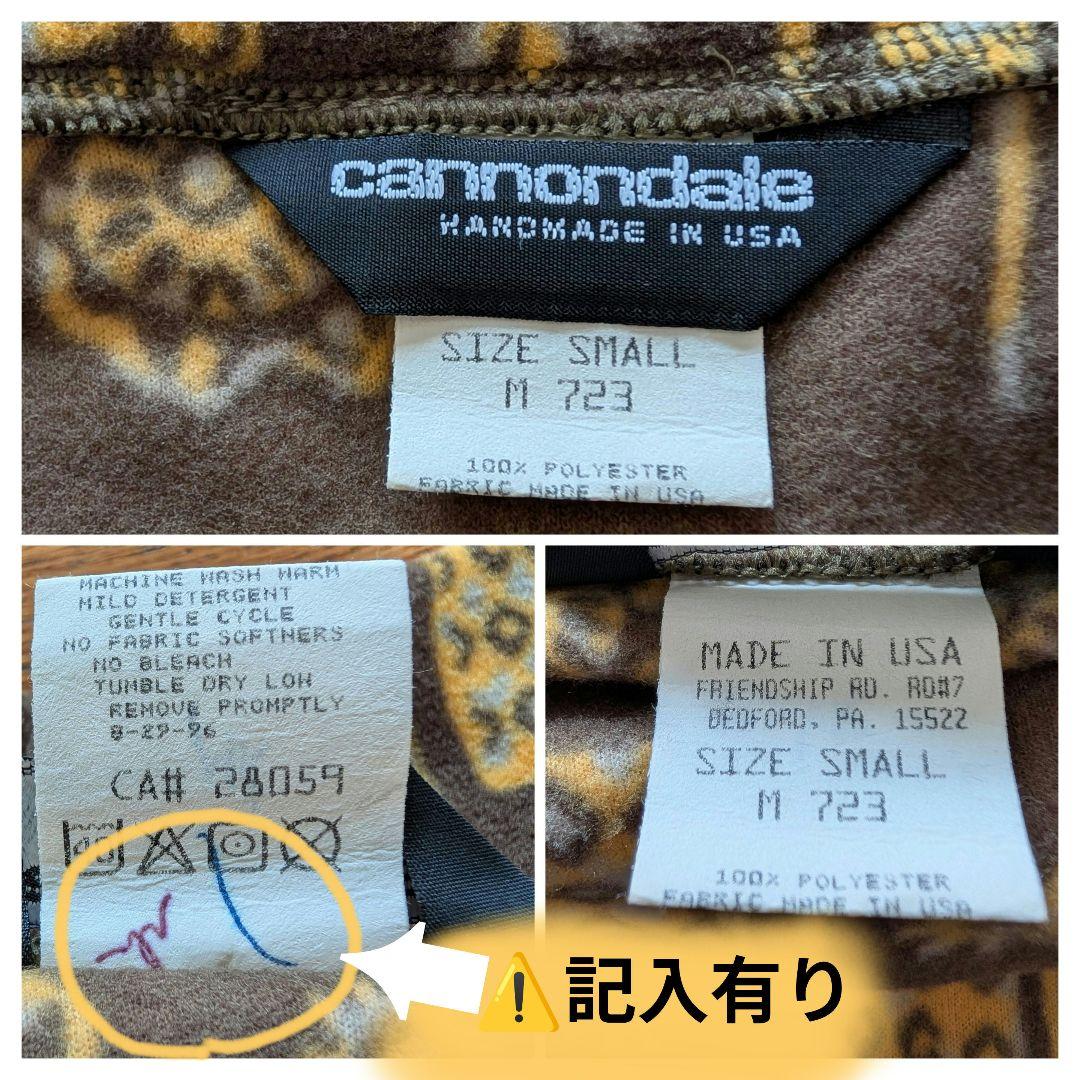 cannondale
HANDMADE IN USA
SIZE SMALL
M 723
100% POLYESTER
FABRIC MADE IN USA
MACHINE WASH WARM
MILD DETERGENT
GENTLE CYCLE
NO FABRIC SOFTNERS
NO BLEACH
TUMBLE DRY LOW
REMOVE PROMPTLY
8-29-96
CA# 28059
40
MADE IN USA
FRIENDSHIP RD. RD#7
BEDFORD, PA. 15522
SIZE SMALL
M 723
100% POLYESTER
FABRIC MADE IN USA
⚠記入有り